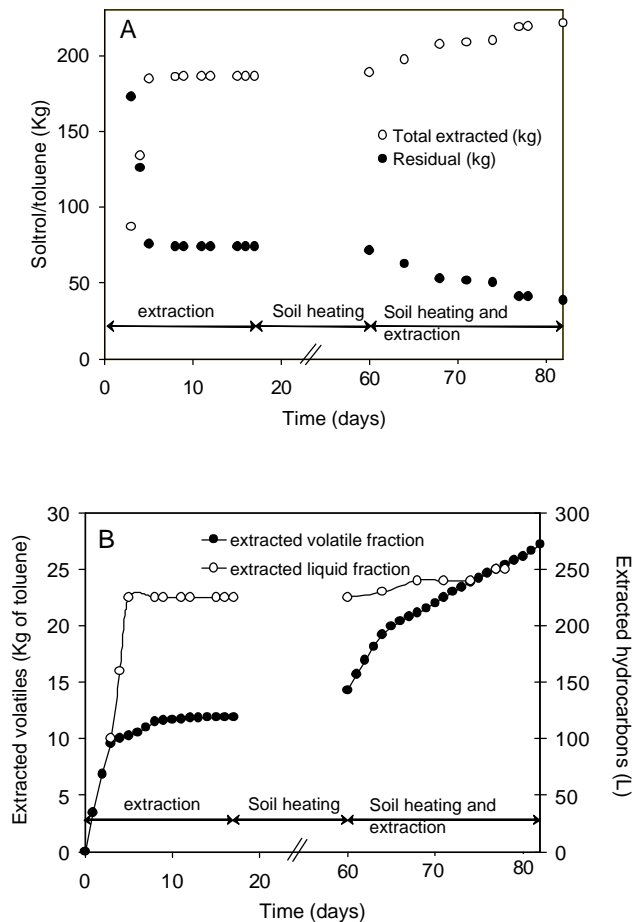 A
200
150
100
50
0
Soltrol/toluene (Kg)
Total extracted (kg)
Residual (kg)
extraction
Soil heating
Soil heating and
extraction
0 10 20 60 70 80
Time (days)
B
30
25
20
15
10
5
0
Extracted volatiles (Kg of toluene)
extracted volatile fraction
extracted liquid fraction
extraction
Soil heating
Soil heating and
extraction
300
250
200
150
100
50
0
Extracted hydrocarbons (L)
0 10 20 60 70 80
Time (days)